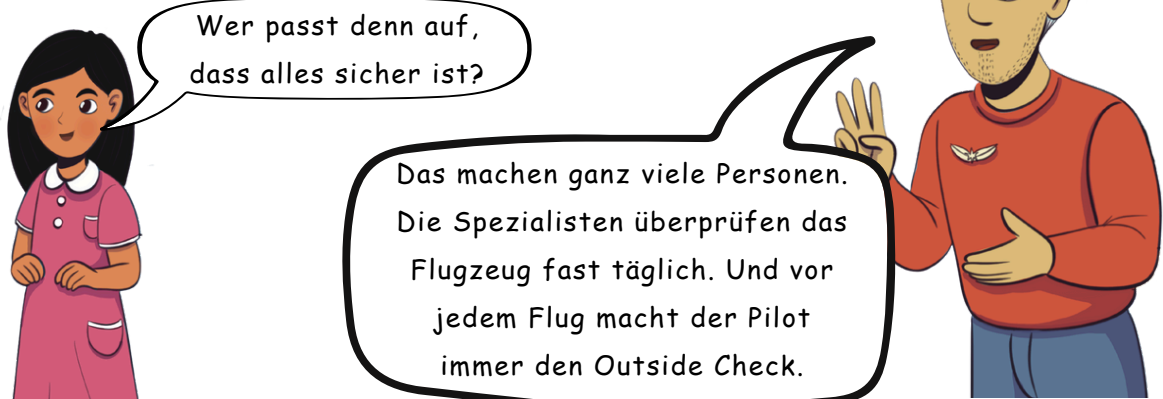 Wer passt denn auf,
dass alles sicher ist?
Das machen ganz viele Personen.
Die Spezialisten überprüfen das
Flugzeug fast täglich. Und vor
jedem Flug macht der Pilot
immer den Outside Check.